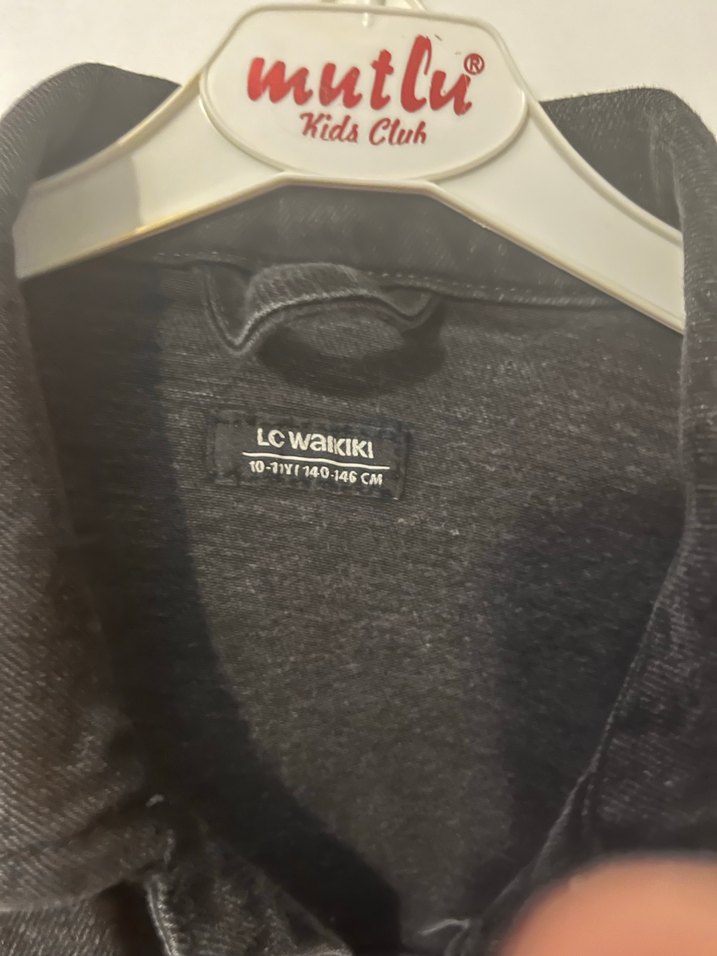 mutlu®
Kids Club
LC WAIKIKI
10-11Y/ 140-146 CM